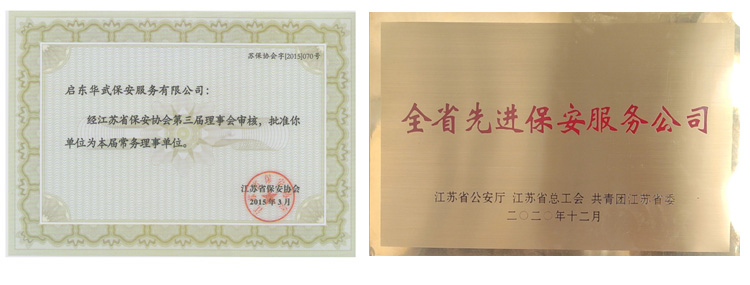 苏保协会字[2015]070号
启东华武保安服务有限公司：
经江苏省保安协会第三届理事会审核，批准你
单位为本届常务理事单位。
江苏省保安协会
2015年3月
全省先进保安服务公司
江苏省公安厅 江苏省总工会 共青团江苏省委
二〇二〇年十二月